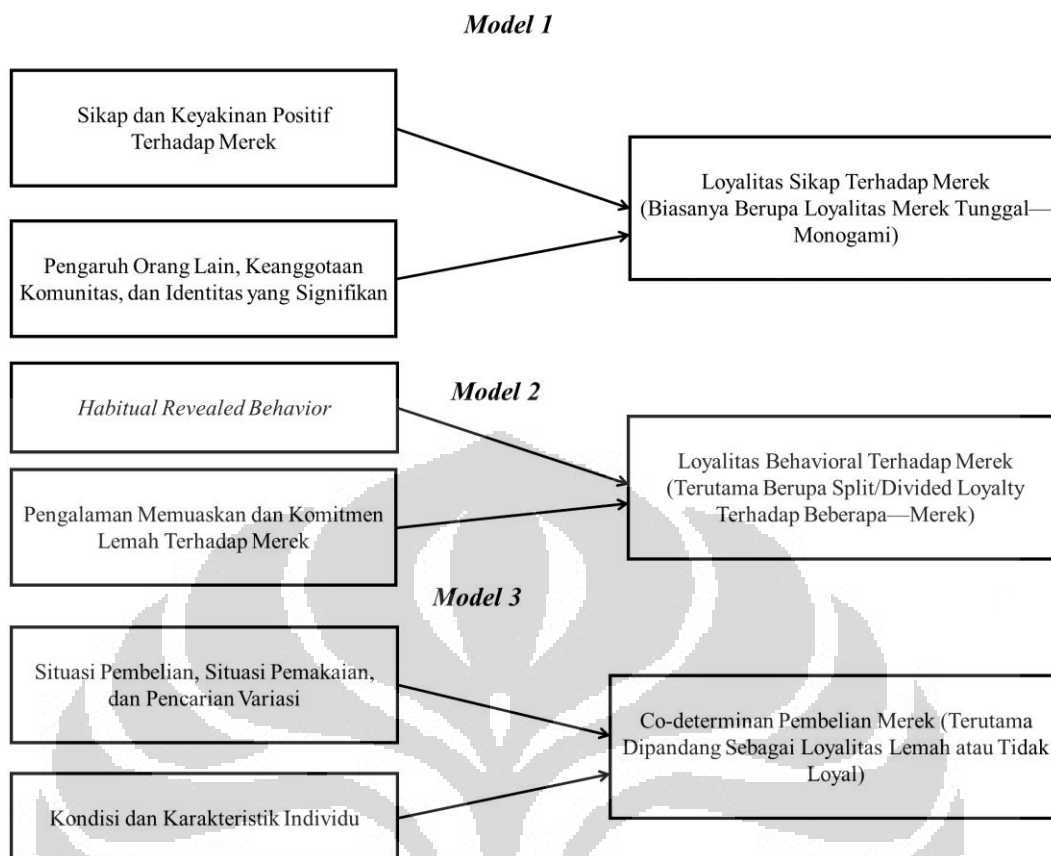 Model 1
Sikap dan Keyakinan Positif
Terhadap Merek
Pengaruh Orang Lain, Keanggotaan
Komunitas, dan Identitas yang Signifikan
Loyalitas Sikap Terhadap Merek
(Biasanya Berupa Loyalitas Merek Tunggal—
Monogami)
Model 2
Habitual Revealed Behavior
Pengalaman Memuaskan dan Komitmen
Lemah Terhadap Merek
Loyalitas Behavioral Terhadap Merek
(Terutama Berupa Split/Divided Loyalty
Terhadap Beberapa—Merek)
Model 3
Situasi Pembelian, Situasi Pemakaian,
dan Pencarian Variasi
Kondisi dan Karakteristik Individu
Co-determinan Pembelian Merek (Terutama
Dipandang Sebagai Loyalitas Lemah atau Tidak
Loyal)